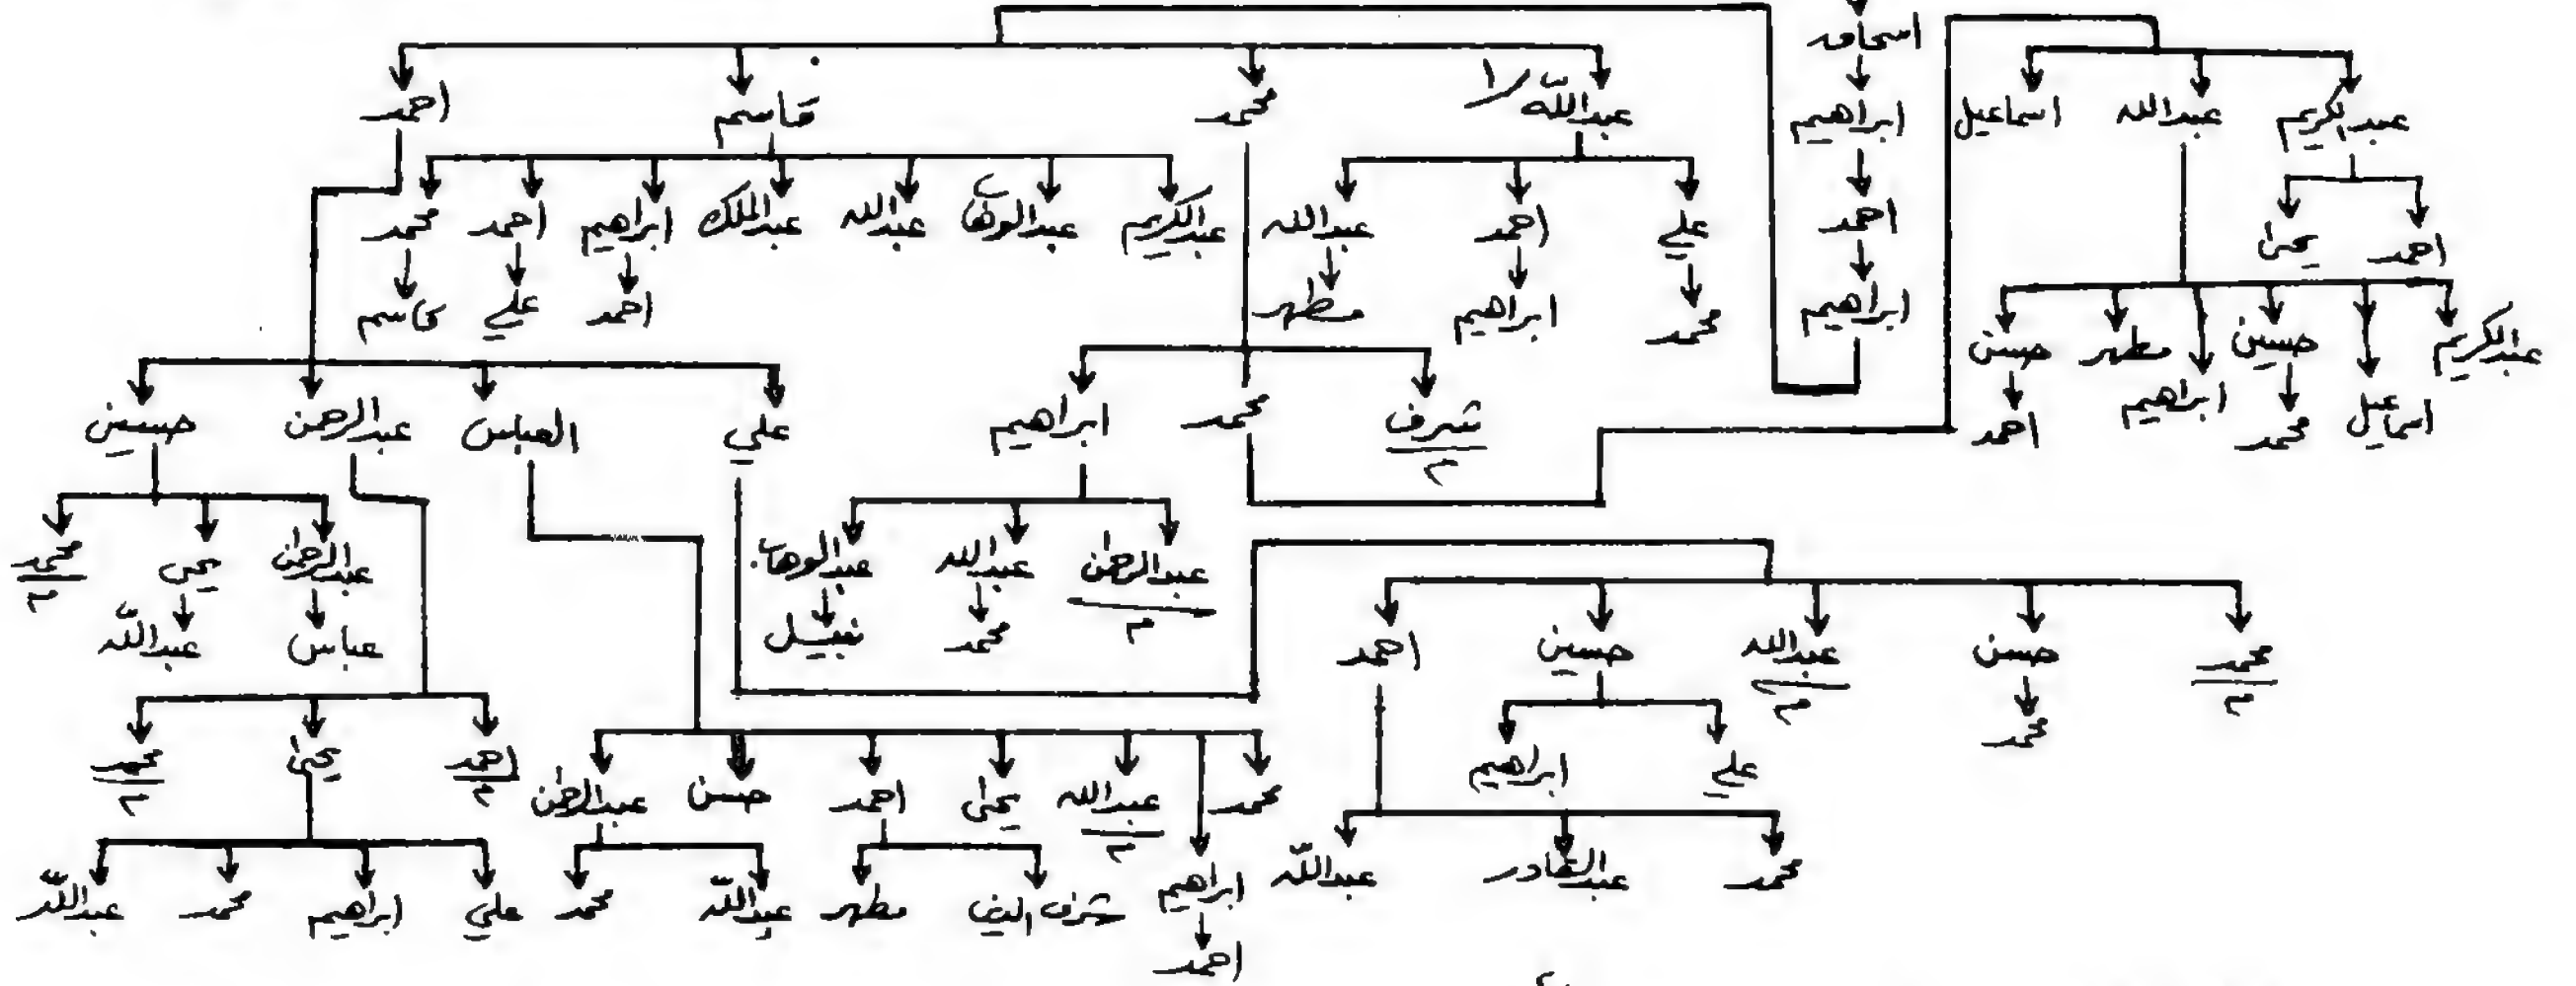 اسحاق
اسماعيل عبدالله عبدالكريم
احمد قاسم محمد عبدالله ١/ ابراهيم
محمد احمد ابراهيم عبدالملك عبدالله عبدالوهاب عبدالكريم عبدالله احمد علي احمد يحيى احمد
قاسم علي احمد مطهر ابراهيم محمد ابراهيم
حسن مطهر ابراهيم حسين اسماعيل عبدالكريم
احمد محمد
حسين عبدالرحمن العباس علي ابراهيم محمد شرف
م
محمد يحيى عبدالرحمن عبدالوهاب عبدالله عبدالرحمن
م عبدالله عباس نبيل محمد م
احمد حسين عبدالله حسن محمد
م محمد م
محمد يحيى احمد ابراهيم علي
م م
عبدالرحمن حسن احمد يحيى عبدالله محمد
م
عبدالله محمد ابراهيم علي محمد عبدالله مطهر شرف الدين ابراهيم عبدالله عبدالقادر محمد
احمد